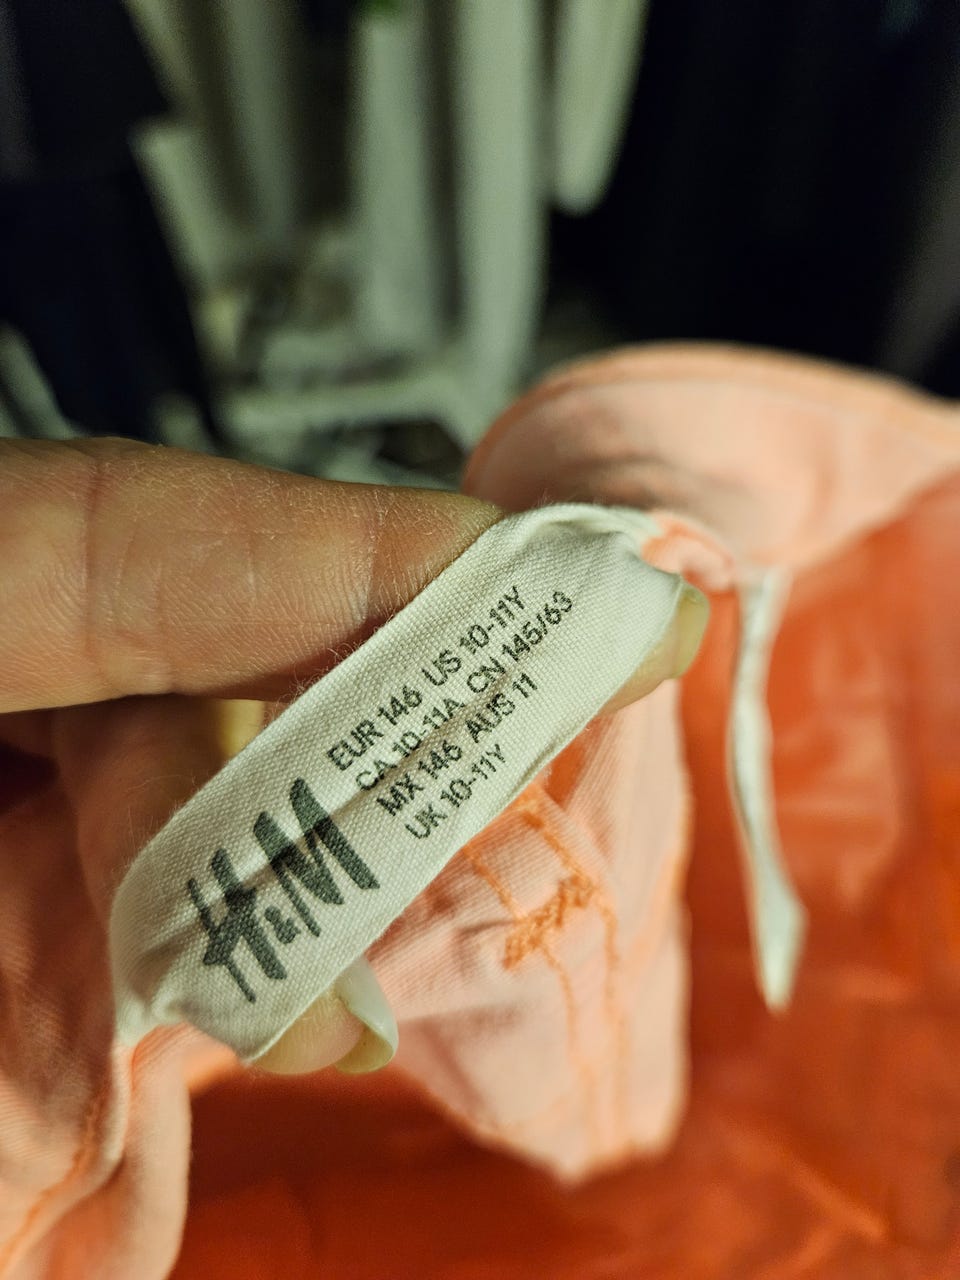 H&M
EUR 146 US 10-11Y
CA 10-11A CN 145/63
MX 146 AUS 11
UK 10-11Y